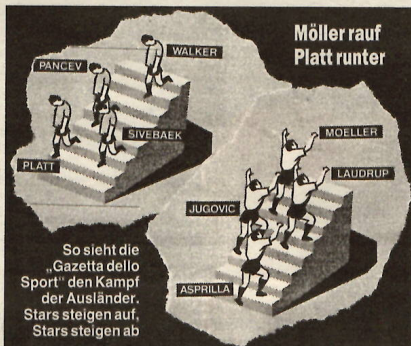 Möller rauf
Platt runter
WALKER
PANCEV
SIVEBAEK
PLATT
MOELLER
LAUDRUP
JUGOVIC
ASPRILLA
So sieht die
„Gazetta dello
Sport“ den Kampf
der Ausländer.
Stars steigen auf,
Stars steigen ab